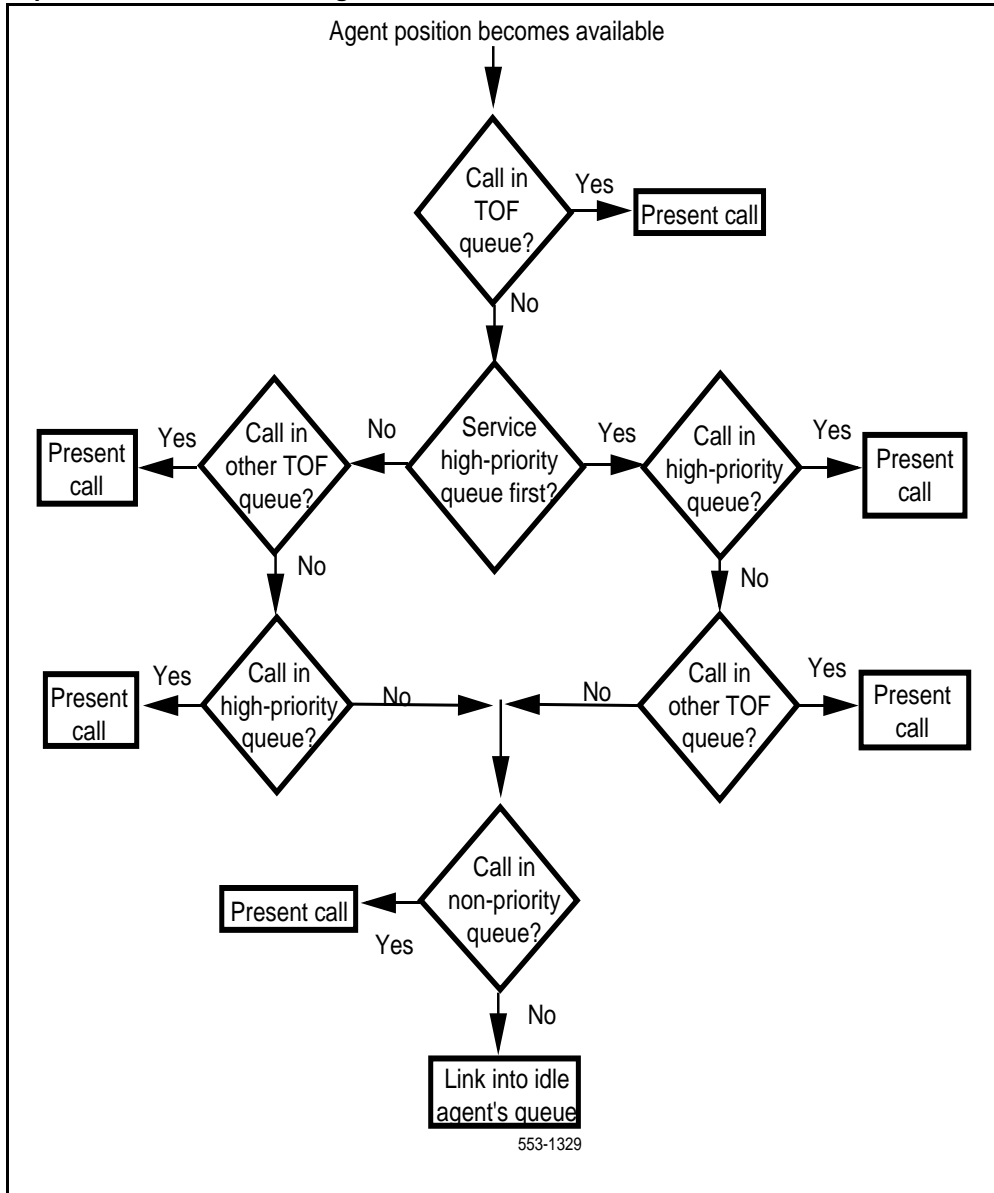 Agent position becomes available
Call in
TOF
queue?
Yes
Present call
No
Service
high-priority
queue first?
No
Call in
other TOF
queue?
Yes
Present
call
No
Call in
high-priority
queue?
Yes
Present
call
No
Yes
Call in
high-priority
queue?
Yes
Present
call
No
Call in
other TOF
queue?
Yes
Present
call
No
Call in
non-priority
queue?
Yes
Present call
No
Link into idle
agent's queue
553-1329